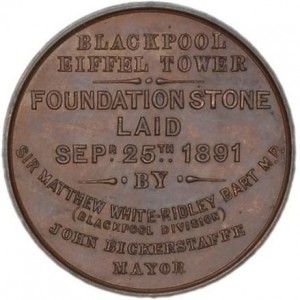 BLACKPOOL
EIFFEL TOWER
FOUNDATION STONE
LAID
SEPR. 25TH. 1891
BY
SIR MATTHEW WHITE-RIDLEY BART M.P.
(BLACKPOOL DIVISION)
JOHN BICKERSTAFFE
MAYOR